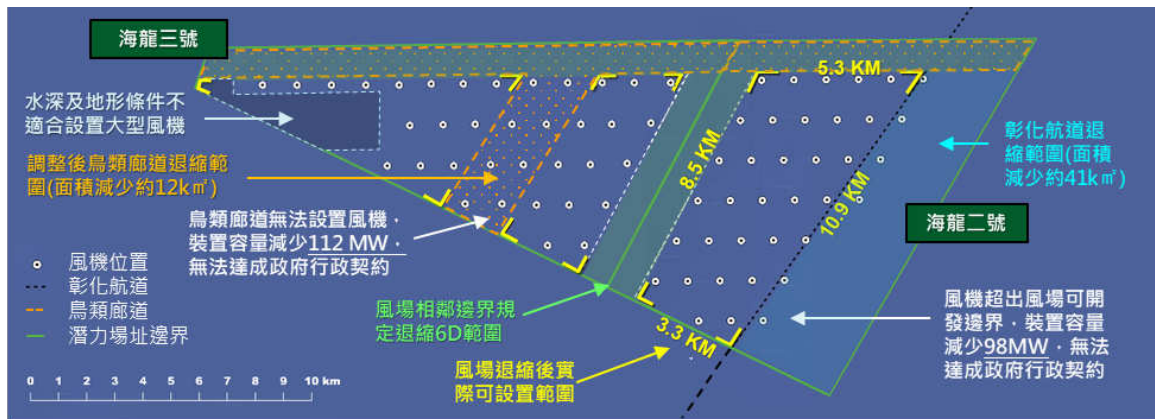 海龍三號
5.3 KM
水深及地形條件不
適合設置大型風機
調整後鳥類廊道退縮範
圍(面積減少約12k㎡)
8.5 KM
彰化航道退
縮範圍(面積
減少約41k㎡)
10.9 KM
鳥類廊道無法設置風機，
裝置容量減少112 MW，
無法達成政府行政契約
海龍二號
風機位置
彰化航道
鳥類廊道
潛力場址邊界
風場相鄰邊界規
定退縮6D範圍
3.3 KM
風機超出風場可開
發邊界，裝置容量
減少98MW，無法
達成政府行政契約
風場退縮後實
際可設置範圍
0 1 2 3 4 5 6 7 8 9 10 km